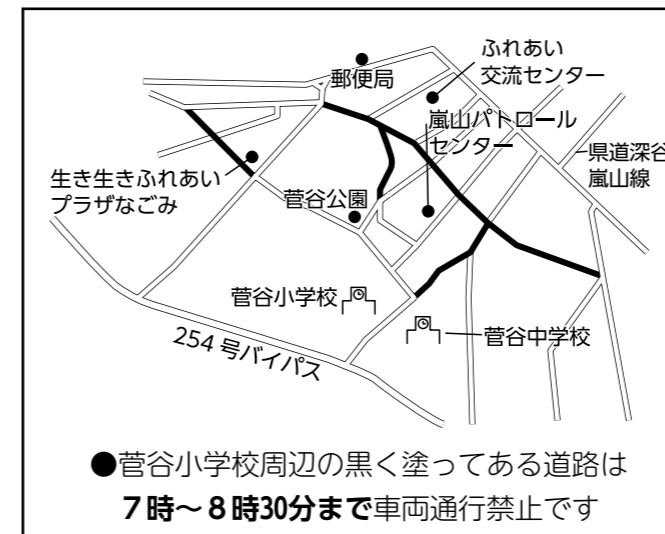 ふれあい
交流センター
郵便局
嵐山パトロール
センター
県道深谷
嵐山線
生き生きふれあい
プラザなごみ
菅谷公園
菅谷小学校
菅谷中学校
254 号バイパス
●菅谷小学校周辺の黒く塗ってある道路は
７時～８時30分まで車両通行禁止です